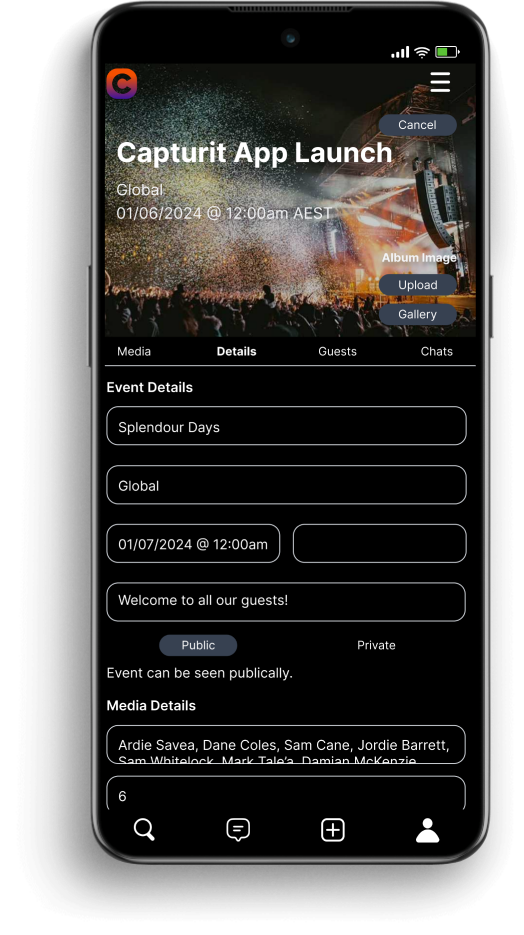 C
Cancel
Capturit App Launch
Global
01/06/2024 @ 12:00am AEST
Album Image
Upload
Gallery
Media Details Guests Chats
Event Details
Splendour Days
Global
01/07/2024 @ 12:00am
Welcome to all our guests!
Public Private
Event can be seen publically.
Media Details
Ardie Savea, Dane Coles, Sam Cane, Jordie Barrett,
Sam Whitelock, Mark Tale'a, Damian McKenzie
6